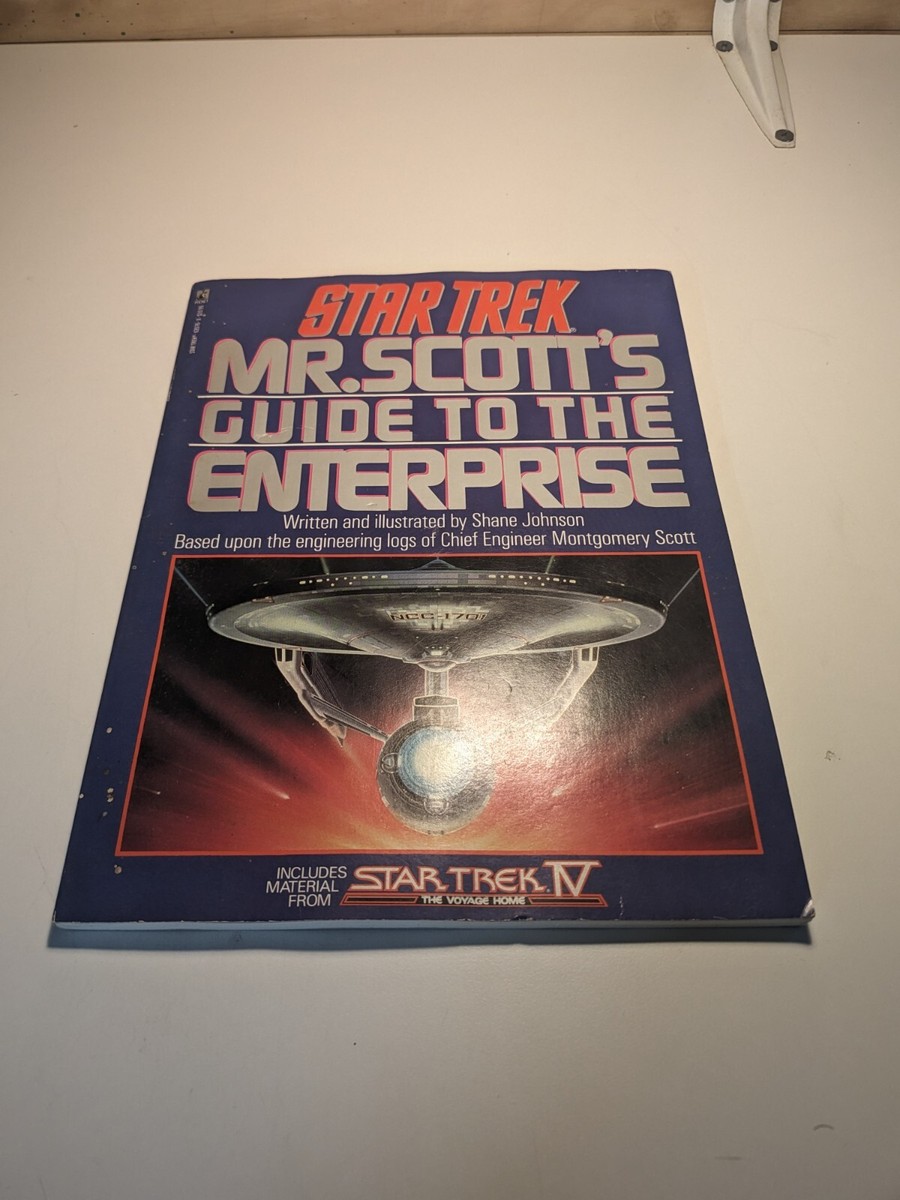 STAR TREK
MR. SCOTT'S
GUIDE TO THE
ENTERPRISE
Written and illustrated by Shane Johnson
Based upon the engineering logs of Chief Engineer Montgomery Scott
NCC-1701
INCLUDES
MATERIAL
FROM
STAR TREK IV
THE VOYAGE HOME